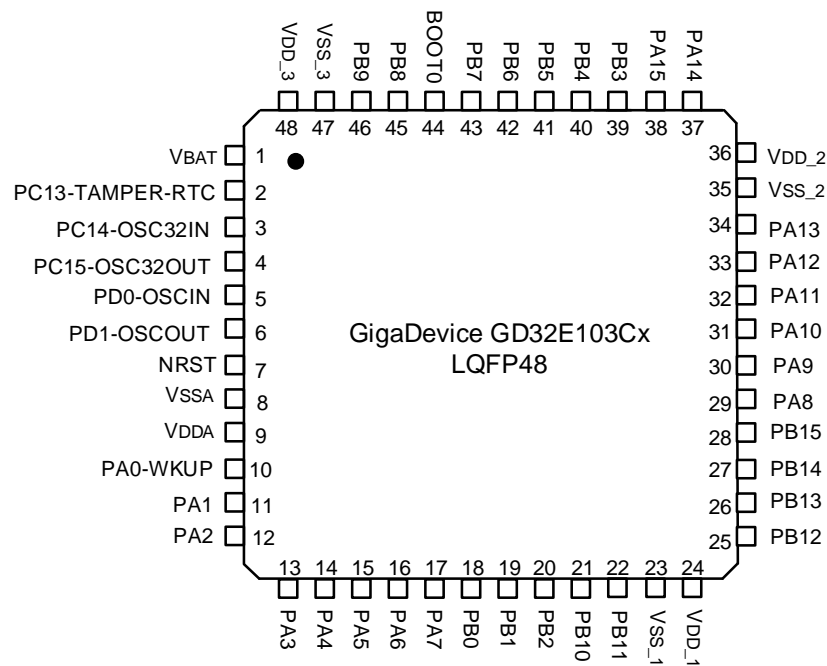 VDD_3
VSS_3
PB9
PB8
BOOT0
PB7
PB6
PB5
PB4
PB3
PA15
PA14
48 47 46 45 44 43 42 41 40 39 38 37
VBAT 1
PC13-TAMPER-RTC 2
PC14-OSC32IN 3
PC15-OSC32OUT 4
PD0-OSCIN 5
PD1-OSCOUT 6
NRST 7
VSSA 8
VDDA 9
PA0-WKUP 10
PA1 11
PA2 12
GigaDevice GD32E103Cx
LQFP48
36 VDD_2
35 VSS_2
34 PA13
33 PA12
32 PA11
31 PA10
30 PA9
29 PA8
28 PB15
27 PB14
26 PB13
25 PB12
13 14 15 16 17 18 19 20 21 22 23 24
PA3
PA4
PA5
PA6
PA7
PB0
PB1
PB2
PB10
PB11
VSS_1
VDD_1